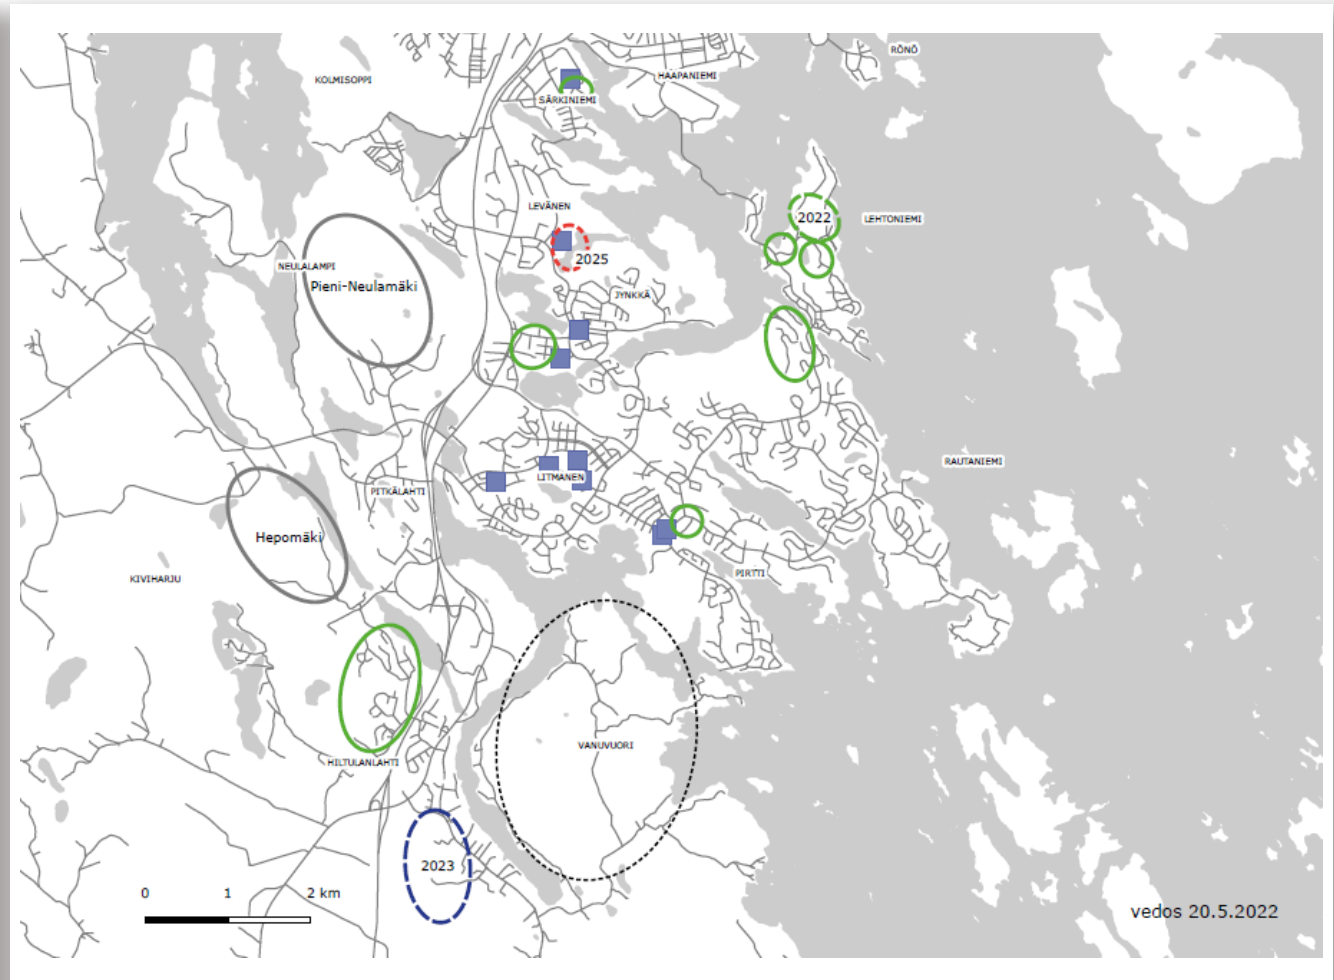 RÖNÖ
KOLMISOPPI
HAAPANIEMI
SÄRKINIEMI
LEVÄNEN
2022
LEHTONIEMI
2025
NEULALAMPI
Pieni-Neulamäki
JYNKKÄ
RAUTANIEMI
LITMANEN
PITKÄLAHTI
Hepomäki
KIVIHARJU
PIRTTI
VANUVUORI
HILTULANLAHTI
2023
0 1 2 km
vedos 20.5.2022